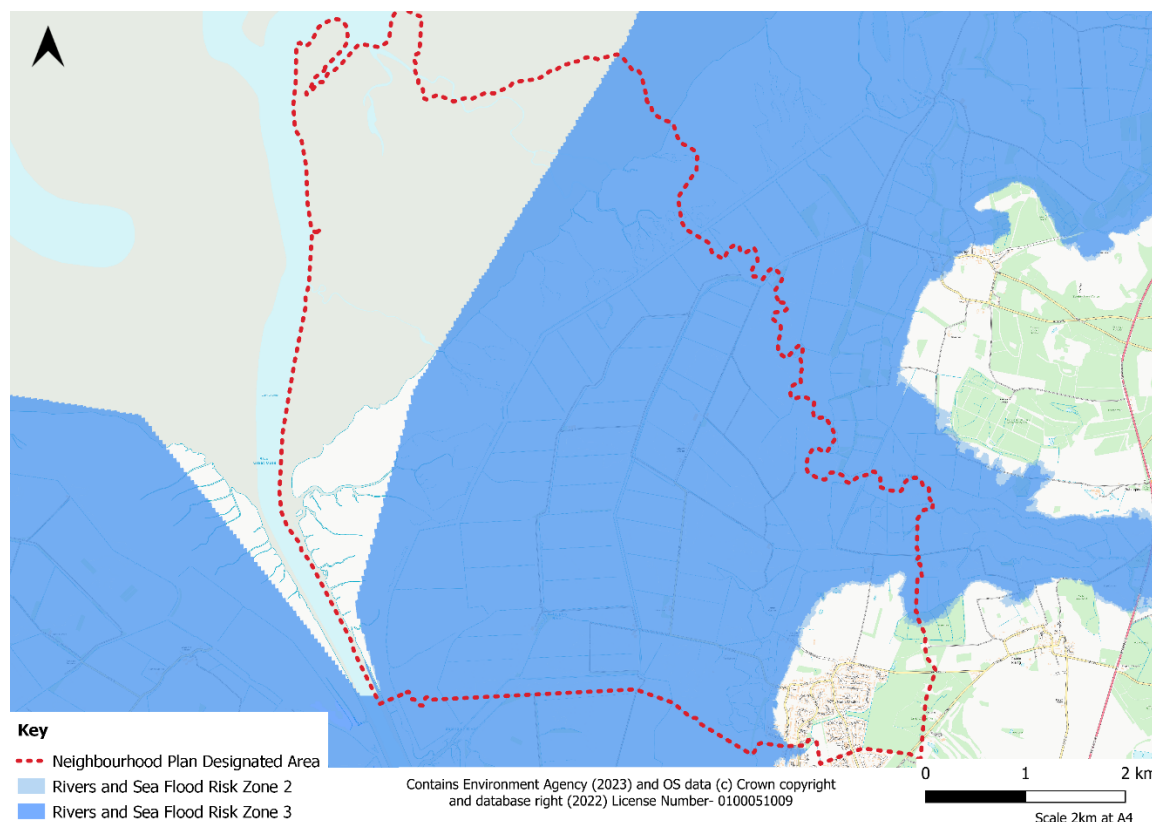 Key
Neighbourhood Plan Designated Area
Rivers and Sea Flood Risk Zone 2
Rivers and Sea Flood Risk Zone 3
Contains Environment Agency (2023) and OS data (c) Crown copyright
and database right (2022) License Number- 0100051009
0 1 2 km
Scale 2km at A4